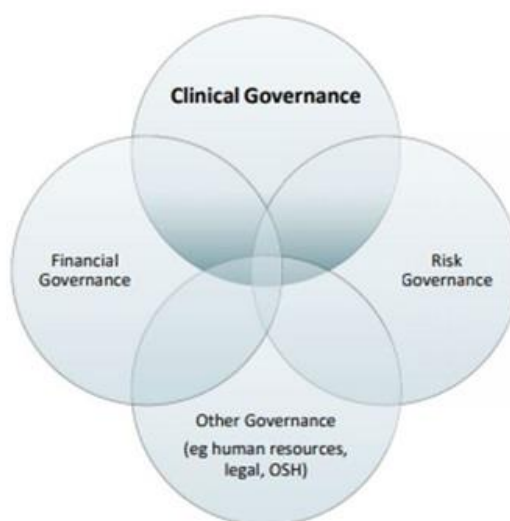 Clinical Governance
Financial
Governance
Risk
Governance
Other Governance
(eg human resources,
legal, OSH)